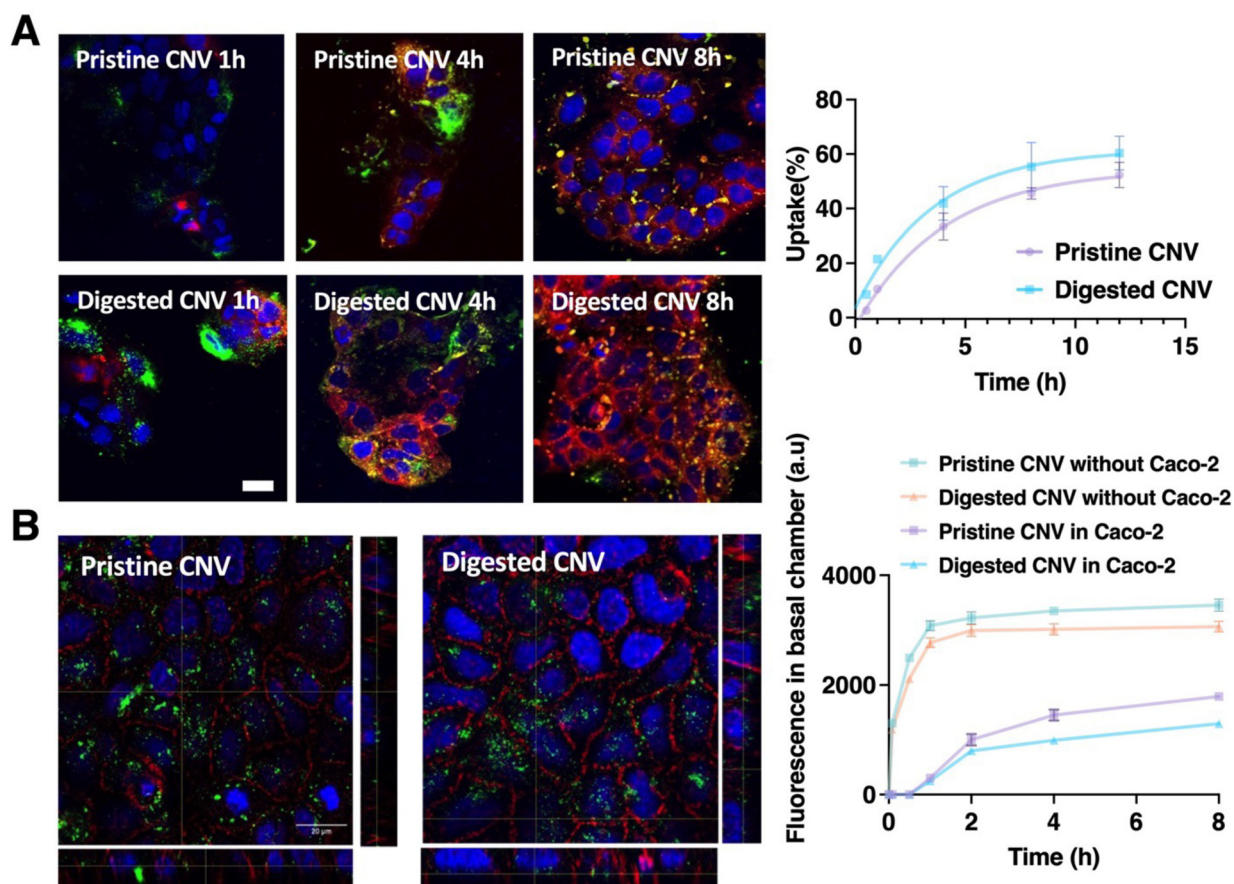 A
Pristine CNV 1h
Pristine CNV 4h
Pristine CNV 8h
Digested CNV 1h
Digested CNV 4h
Digested CNV 8h
80
60
40
20
0
Uptake(%)
Pristine CNV
Digested CNV
0 5 10 15
Time (h)
B
Pristine CNV
20 µm
Digested CNV
Pristine CNV without Caco-2
Digested CNV without Caco-2
Pristine CNV in Caco-2
Digested CNV in Caco-2
Fluorescence in basal chamber (a.u)
4000
2000
0
0 2 4 6 8
Time (h)